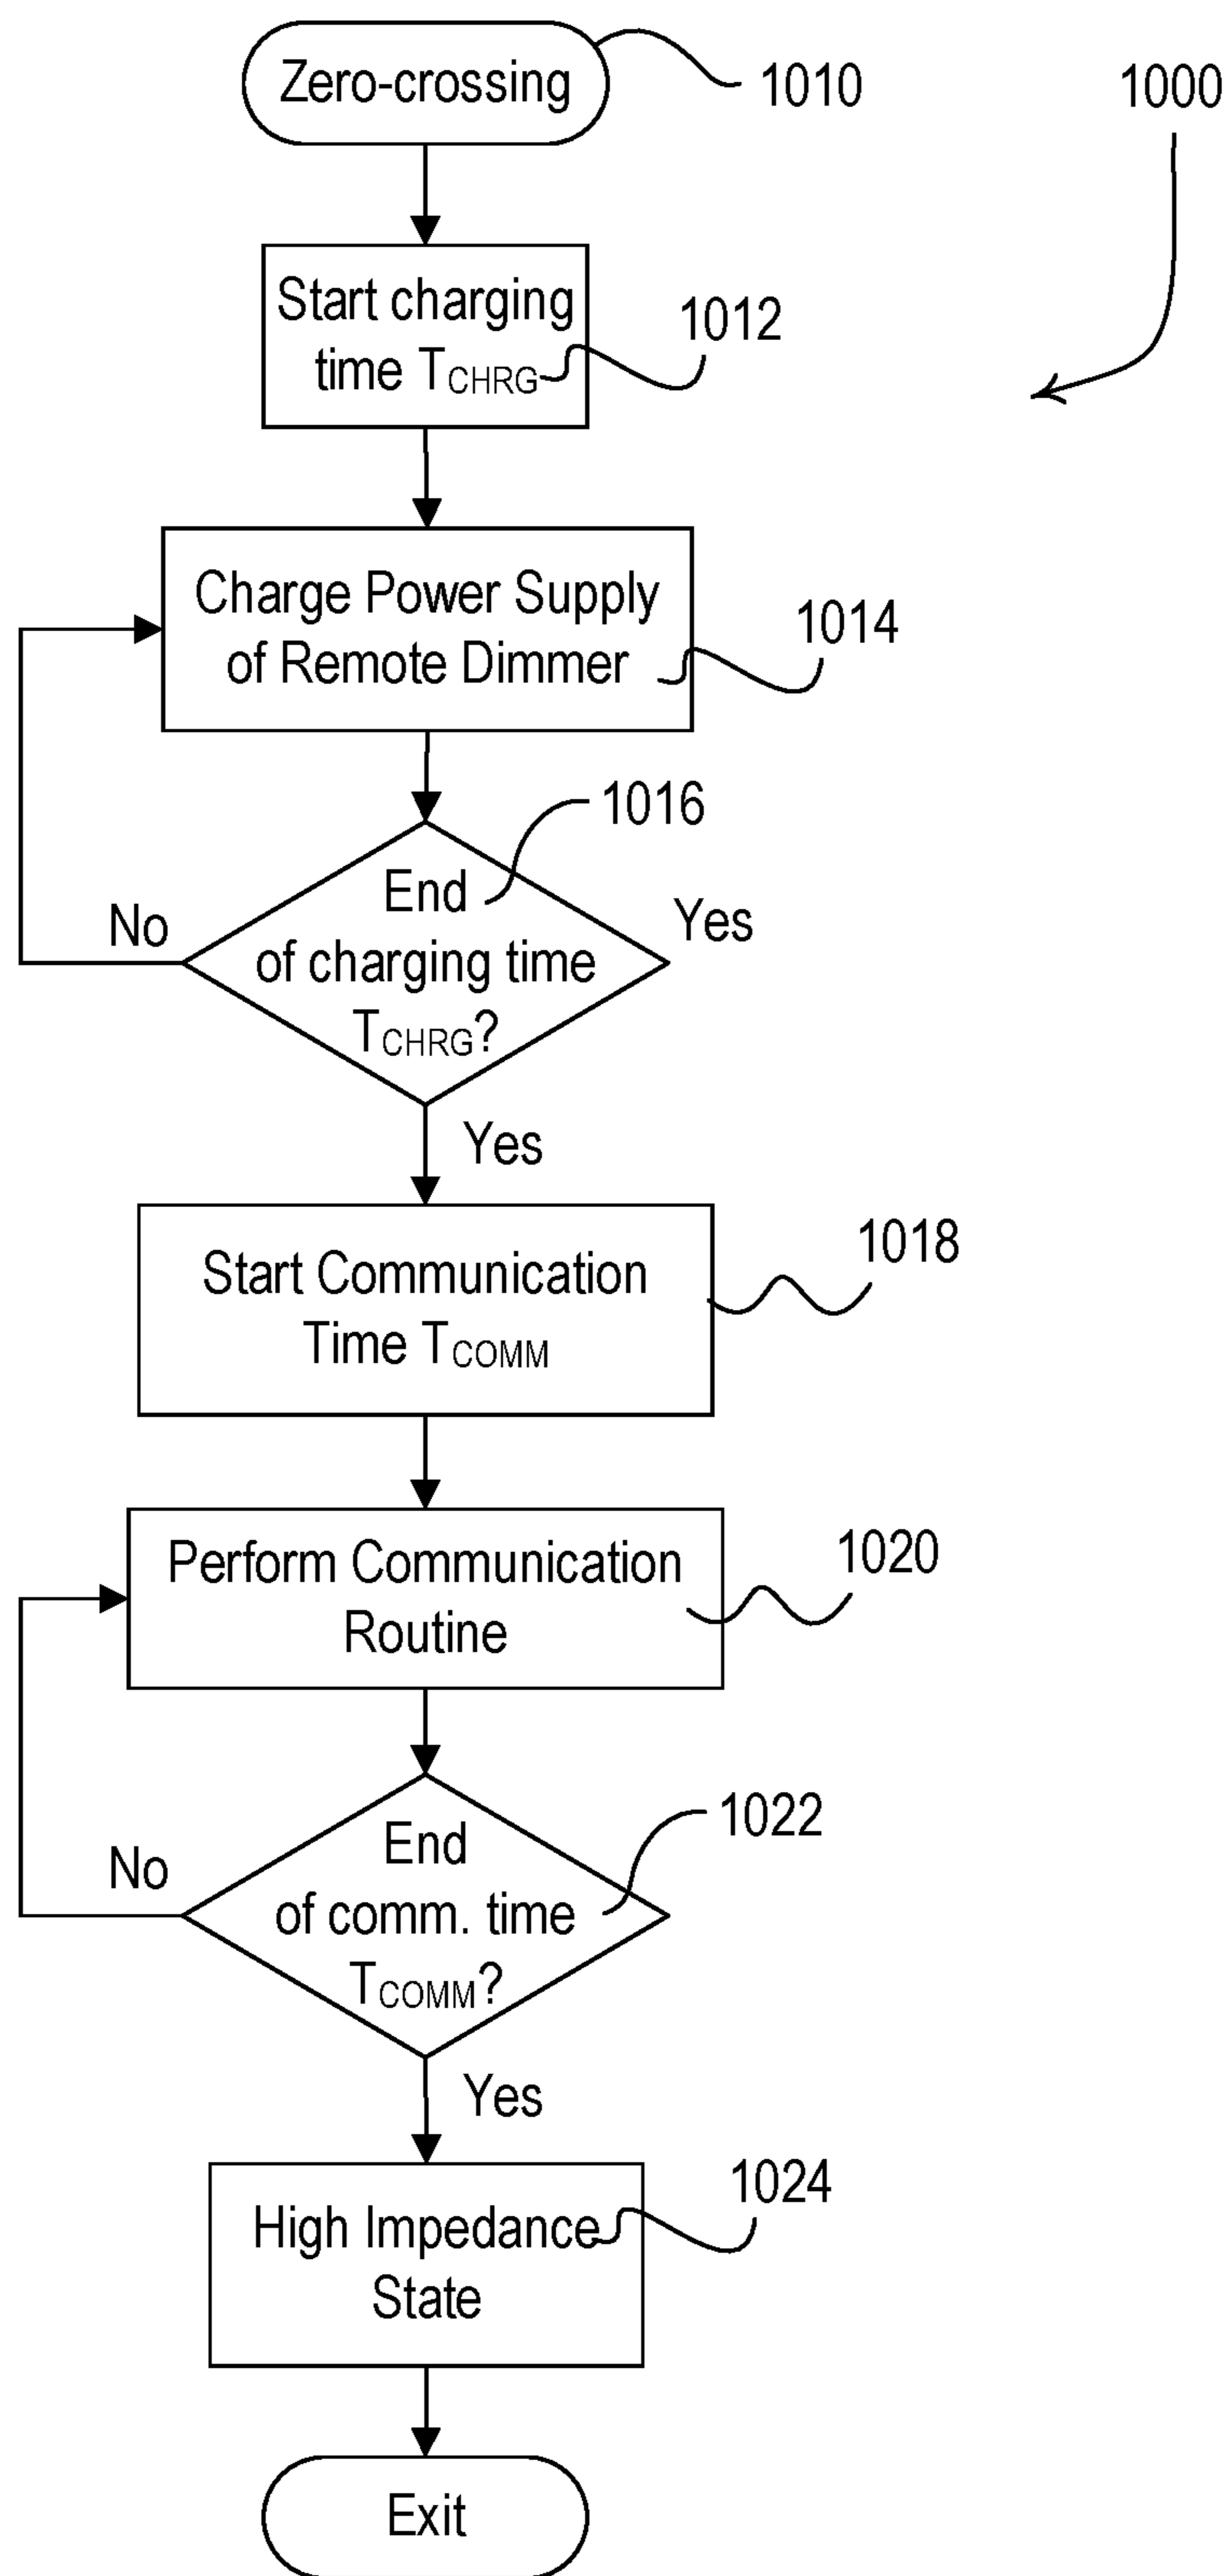 Zero-crossing
1010
1000
Start charging
time TCHRG
1012
Charge Power Supply
of Remote Dimmer
1014
1016
End
of charging time
TCHRG?
No
Yes
Yes
Start Communication
Time TCOMM
1018
Perform Communication
Routine
1020
1022
End
of comm. time
TCOMM?
No
Yes
High Impedance
State
1024
Exit